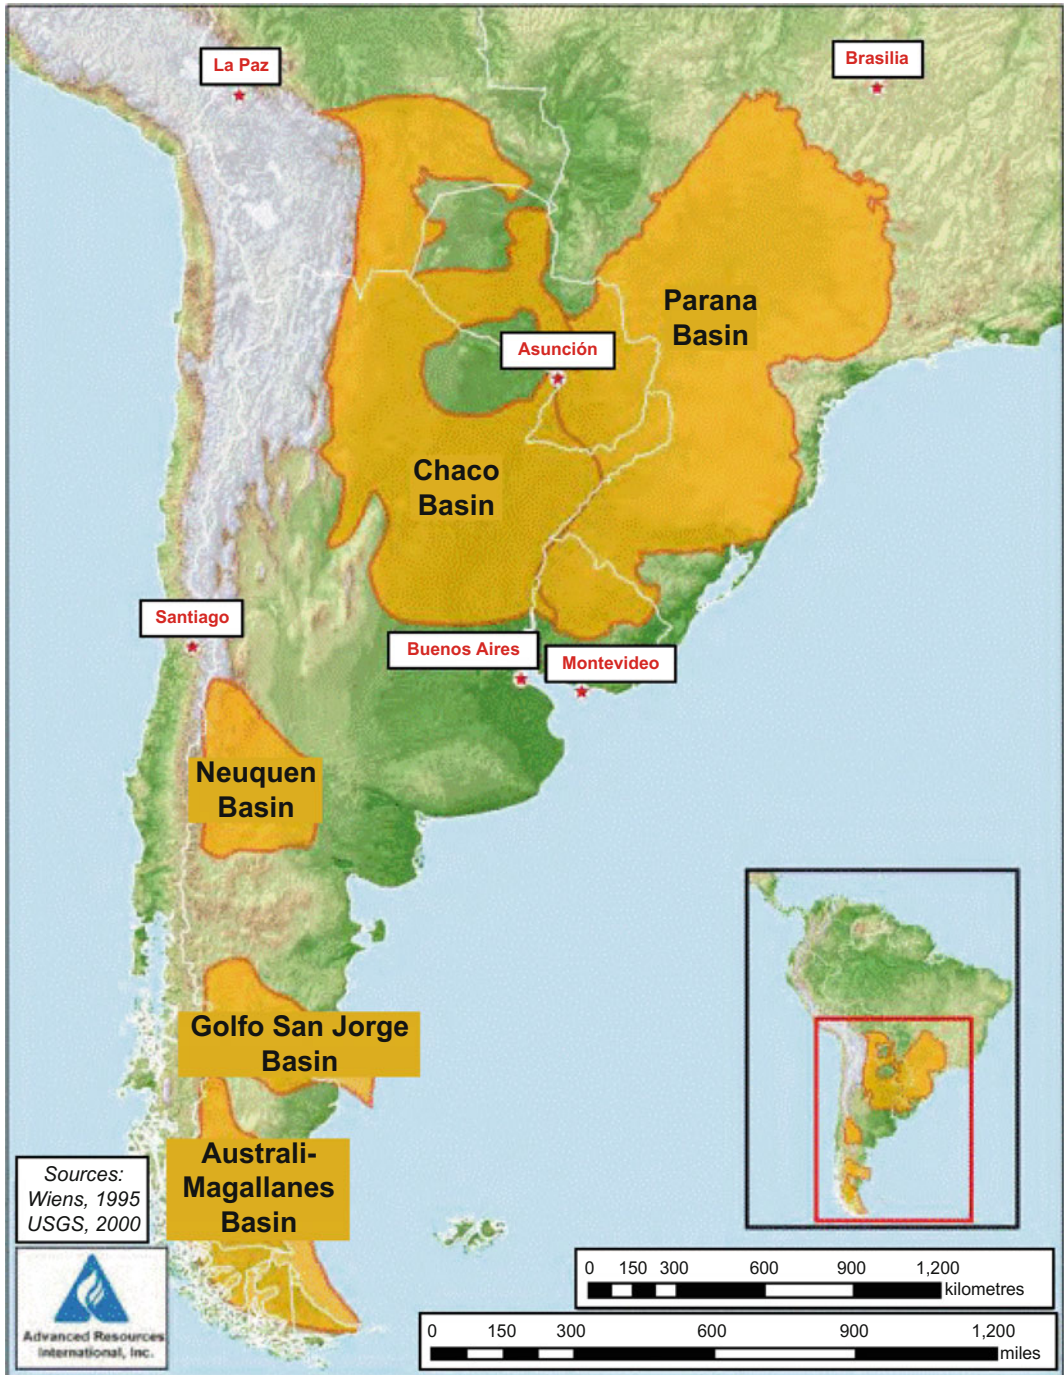 La Paz
Brasilia
Parana
Basin
Asunción
Chaco
Basin
Santiago
Buenos Aires
Montevideo
Neuquen
Basin
Golfo San Jorge
Basin
Australi-
Magallanes
Basin
Sources:
Wiens, 1995
USGS, 2000
Advanced Resources
International, Inc.
0 150 300 600 900 1,200
kilometres
0 150 300 600 900 1,200
miles